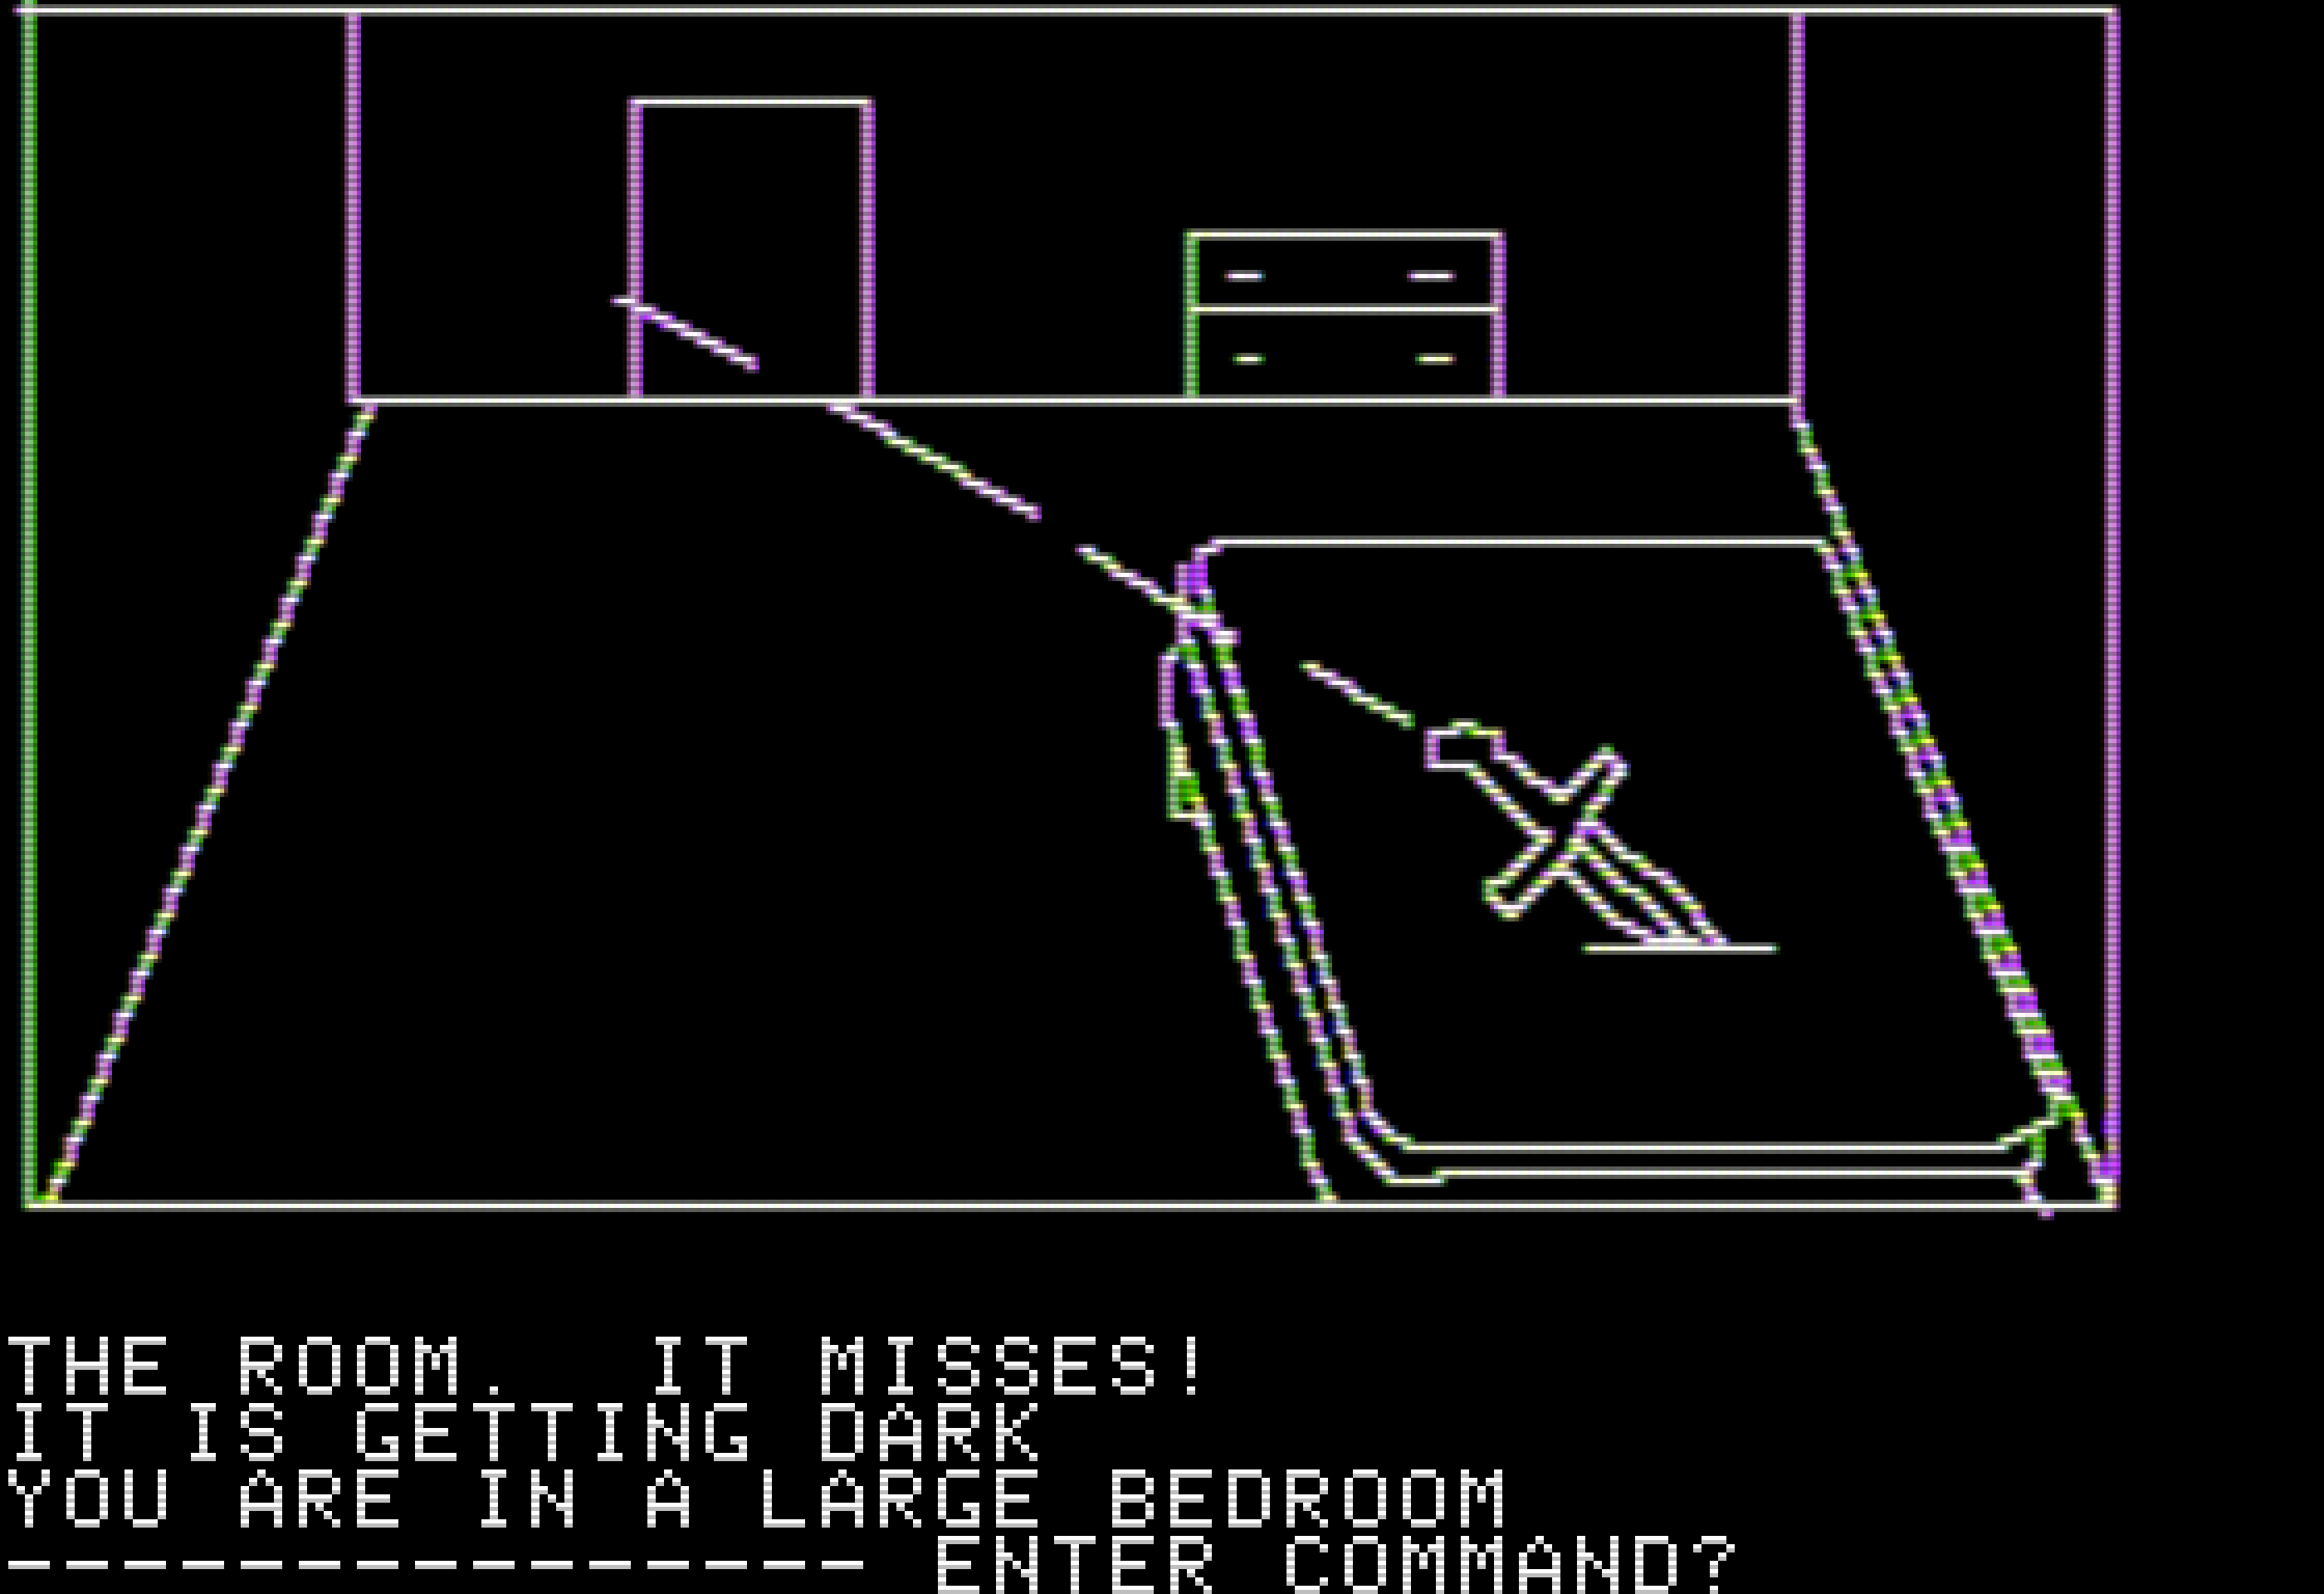 THE ROOM.  IT MISSES!
IT IS GETTING DARK
YOU ARE IN A LARGE BEDROOM
--------------- ENTER COMMAND?